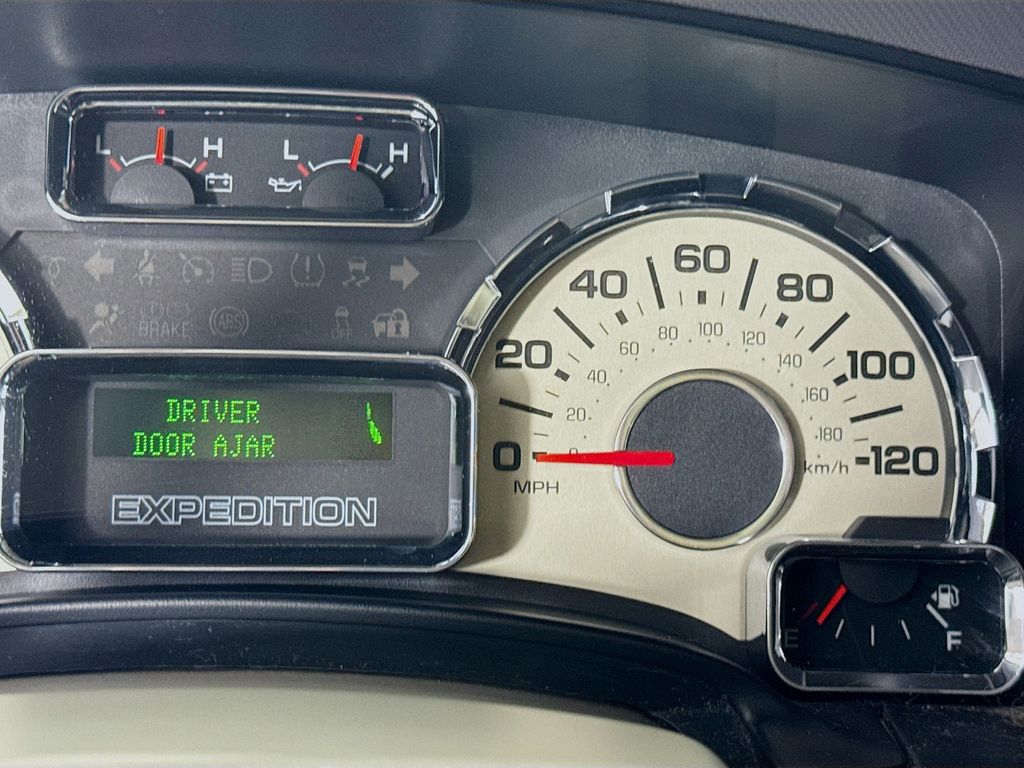 L H
L H
BRAKE ABS OFF
DRIVER
DOOR AJAR
EXPEDITION
0 20 40 60 80 100 120
MPH
0 20 40 60 80 100 120 140 160 180
km/h
E F